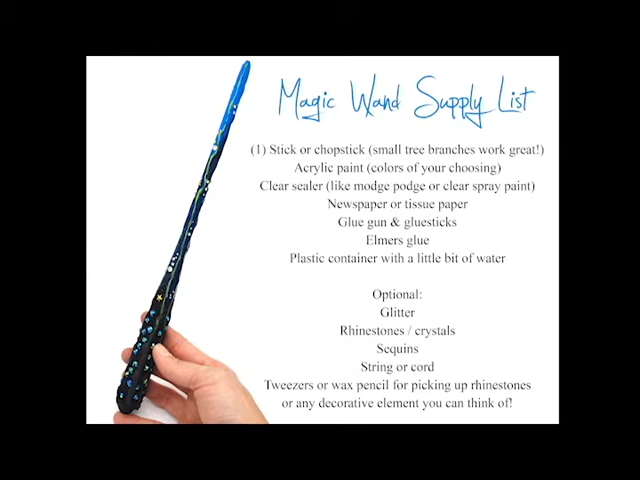 Magic Wand Supply List
(1) Stick or chopstick (small tree branches work great!)
Acrylic paint (colors of your choosing)
Clear sealer (like modge podge or clear spray paint)
Newspaper or tissue paper
Glue gun & gluesticks
Elmers glue
Plastic container with a little bit of water
Optional:
Glitter
Rhinestones / crystals
Sequins
String or cord
Tweezers or wax pencil for picking up rhinestones
or any decorative element you can think of!